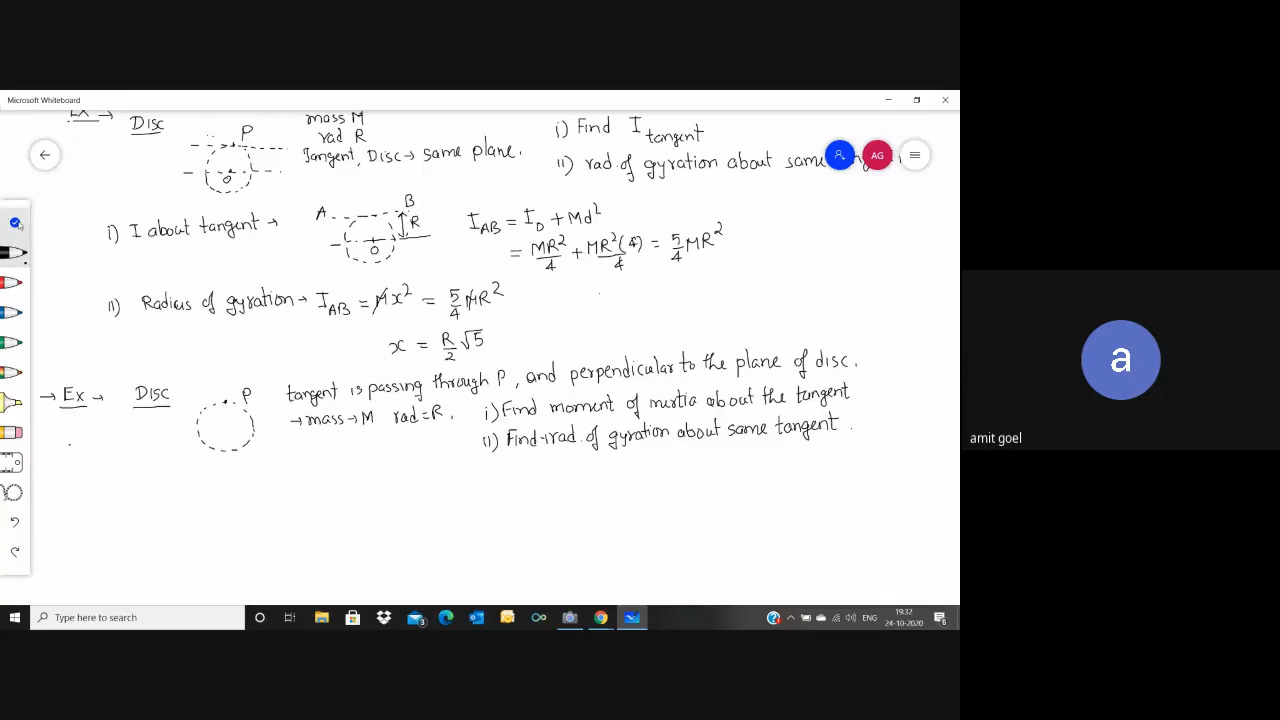 Microsoft Whiteboard
Ex →
DISC
P
O
mass M
rad R
Tangent, Disc → same plane.
i) Find I tangent
ii) rad. of gyration about same
AG
i) I about tangent →
A
B
R
O
I_AB = I_D + Md²
= MR²/4 + MR²(4)/4 = 5/4 MR²
ii) Radius of gyration → I_AB = Mx² = 5/4 MR²
x = R/2 √5
→ Ex → DISC
P
tangent is passing through P, and perpendicular to the plane of disc.
→ mass → M rad = R.
i) Find moment of inertia about the tangent
ii) Find rad. of gyration about same tangent.
a
amit goel
Type here to search
3
ENG
19:32
24-10-2020
6